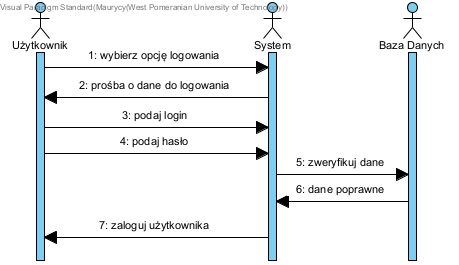 Visual Paradigm Standard(Maurycy(West Pomeranian University of Technology))
Użytkownik
System
Baza Danych
1: wybierz opcję logowania
2: prośba o dane do logowania
3: podaj login
4: podaj hasło
5: zweryfikuj dane
6: dane poprawne
7: zaloguj użytkownika